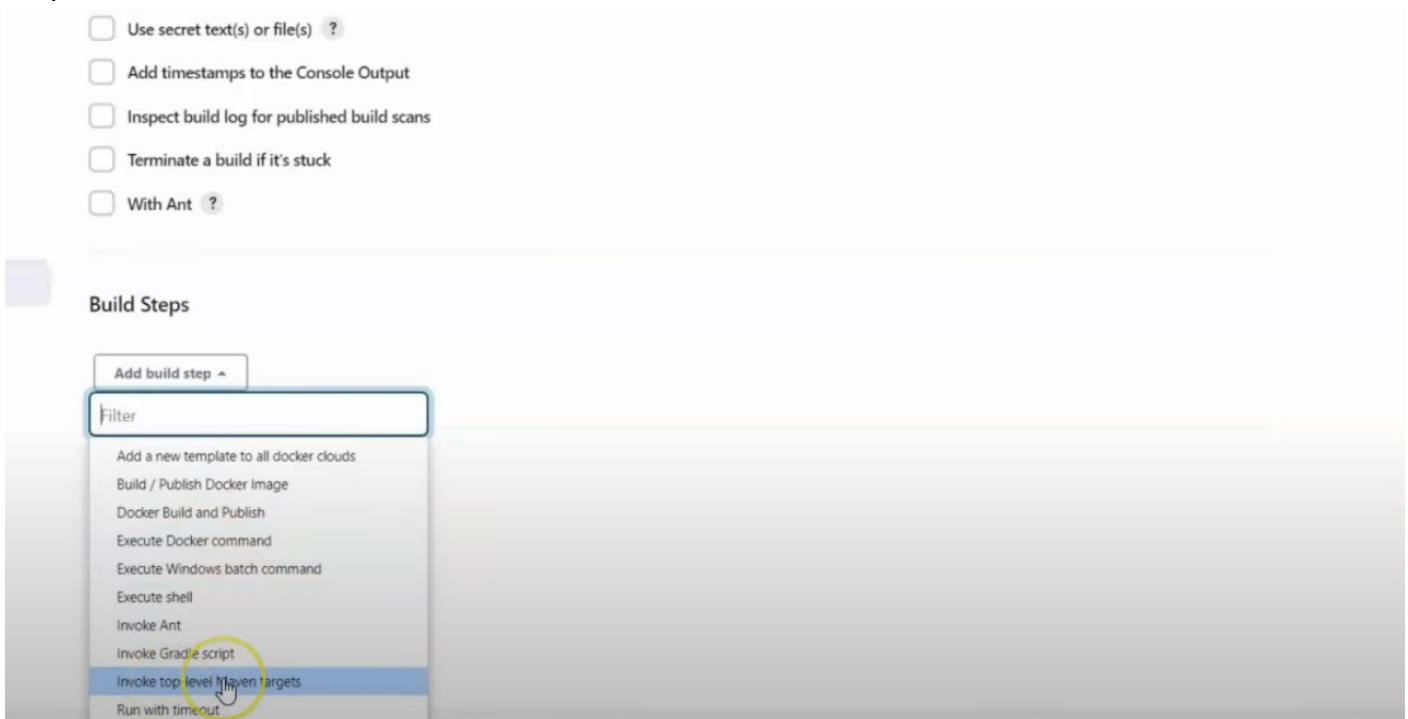 Use secret text(s) or file(s) ?
Add timestamps to the Console Output
Inspect build log for published build scans
Terminate a build if it's stuck
With Ant ?
Build Steps
Add build step
Filter
Add a new template to all docker clouds
Build / Publish Docker Image
Docker Build and Publish
Execute Docker command
Execute Windows batch command
Execute shell
Invoke Ant
Invoke Gradle script
Invoke top-level Maven targets
Run with timeout